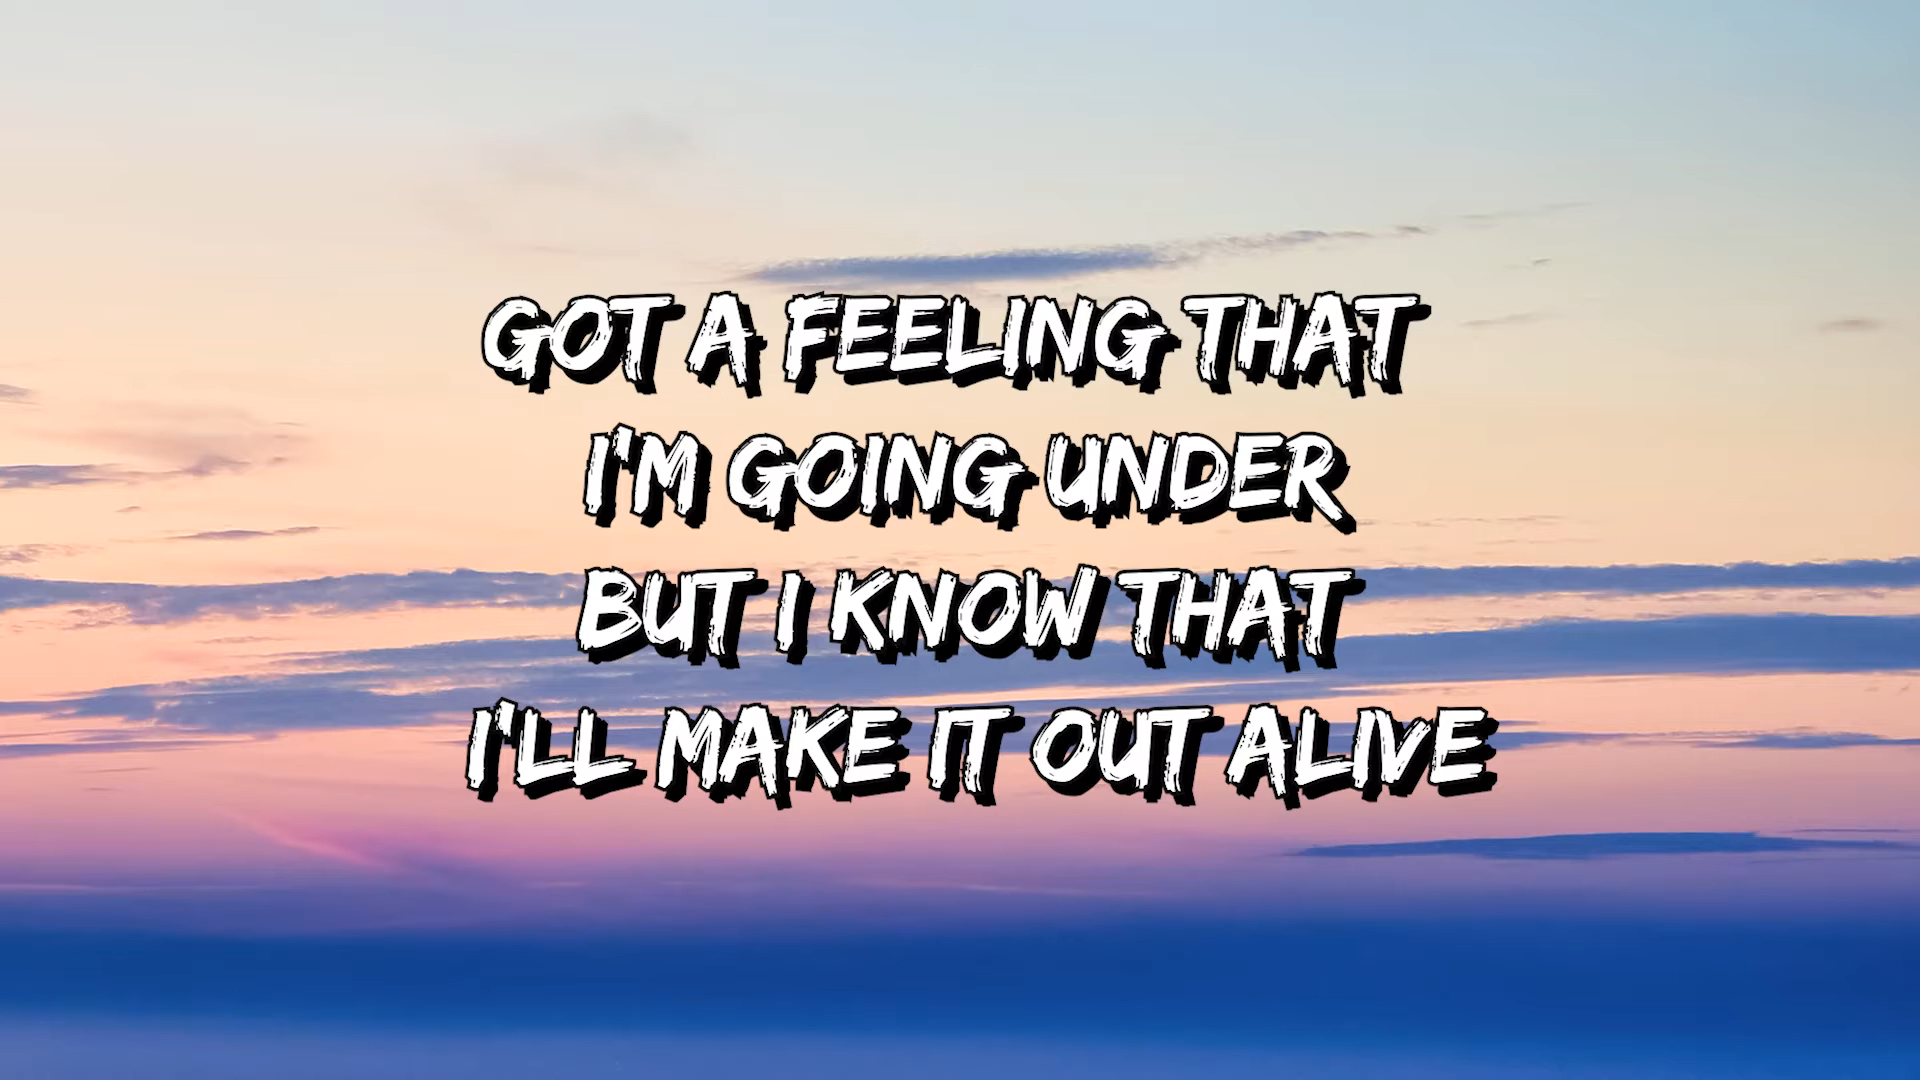 GOT A FEELING THAT
I'M GOING UNDER
BUT I KNOW THAT
I'LL MAKE IT OUT ALIVE